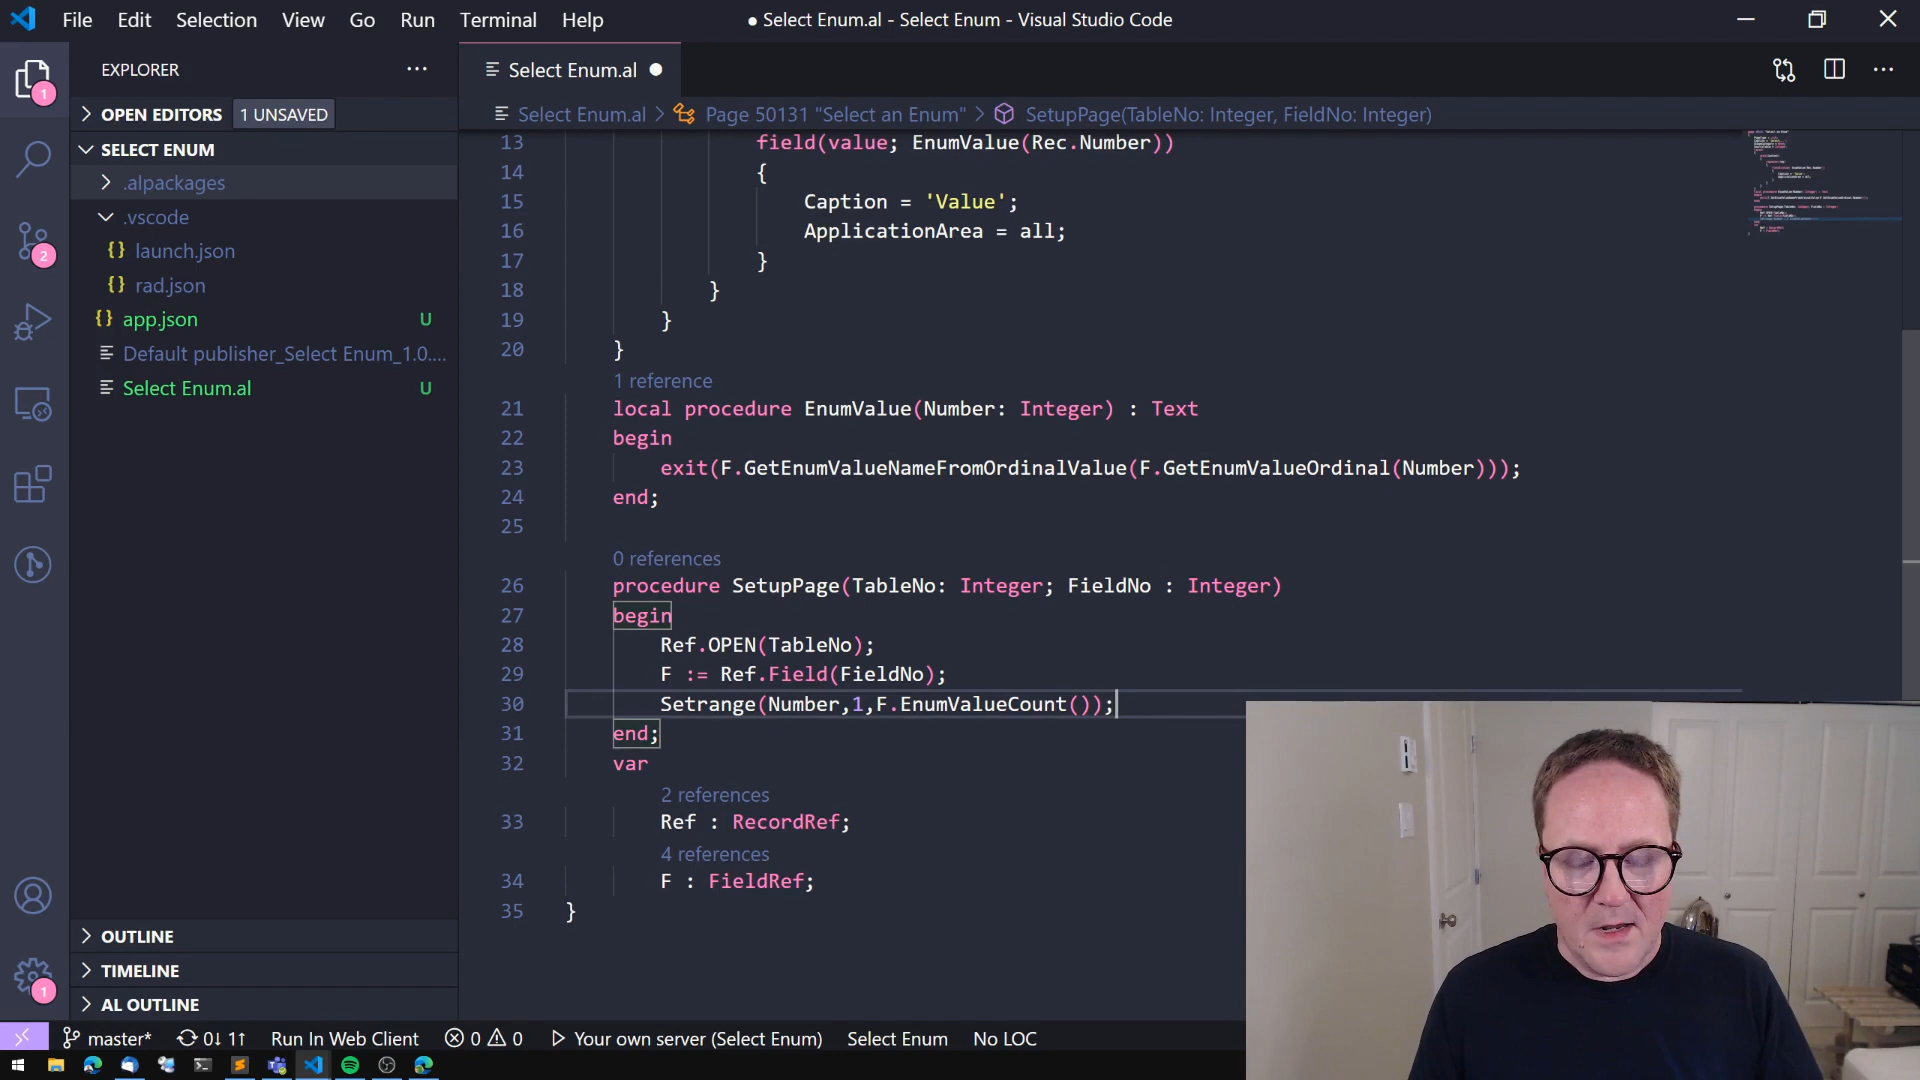 File Edit Selection View Go Run Terminal Help
● Select Enum.al - Select Enum - Visual Studio Code
EXPLORER
Select Enum.al
OPEN EDITORS 1 UNSAVED
Select Enum.al > Page 50131 "Select an Enum" > SetupPage(TableNo: Integer, FieldNo: Integer)
SELECT ENUM
.alpackages
.vscode
launch.json
rad.json
app.json U
Default publisher_Select Enum_1.0....
Select Enum.al U
OUTLINE
TIMELINE
AL OUTLINE
1
2
1
13 field(value; EnumValue(Rec.Number))
14 {
15 Caption = 'Value';
16 ApplicationArea = all;
17 }
18 }
19 }
20 }
1 reference
21 local procedure EnumValue(Number: Integer) : Text
22 begin
23 exit(F.GetEnumValueNameFromOrdinalValue(F.GetEnumValueOrdinal(Number)));
24 end;
25
0 references
26 procedure SetupPage(TableNo: Integer; FieldNo : Integer)
27 begin
28 Ref.OPEN(TableNo);
29 F := Ref.Field(FieldNo);
30 Setrange(Number,1,F.EnumValueCount());
31 end;
32 var
2 references
33 Ref : RecordRef;
4 references
34 F : FieldRef;
35 }
master* 0↓ 1↑ Run In Web Client 0 0 Your own server (Select Enum) Select Enum No LOC